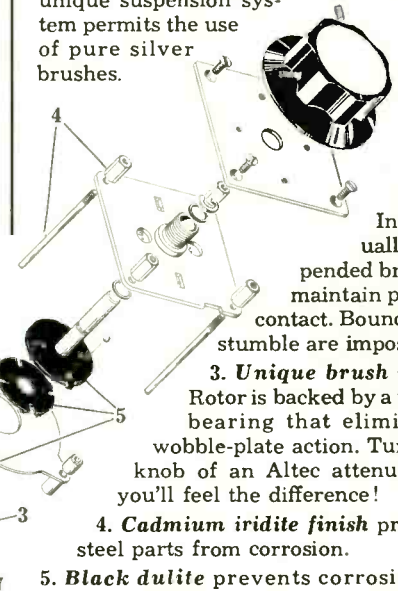 unique suspension sys-
tem permits the use
of pure silver
brushes.
4
In
ually
pended br
maintain p
contact. Bounc
stumble are impos
3. Unique brush
Rotor is backed by a
bearing that elimi
wobble-plate action. Tur
knob of an Altec attenu
you'll feel the difference!
4. Cadmium iridite finish pr
steel parts from corrosion.
5. Black dulite prevents corrosi
5
3